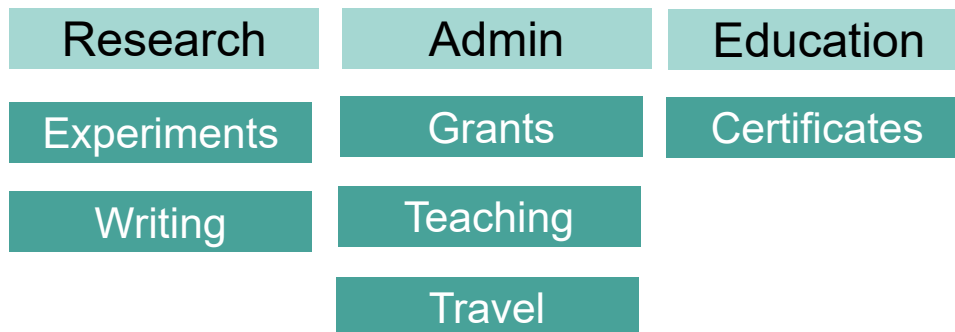 Research
Experiments
Writing
Admin
Grants
Teaching
Travel
Education
Certificates